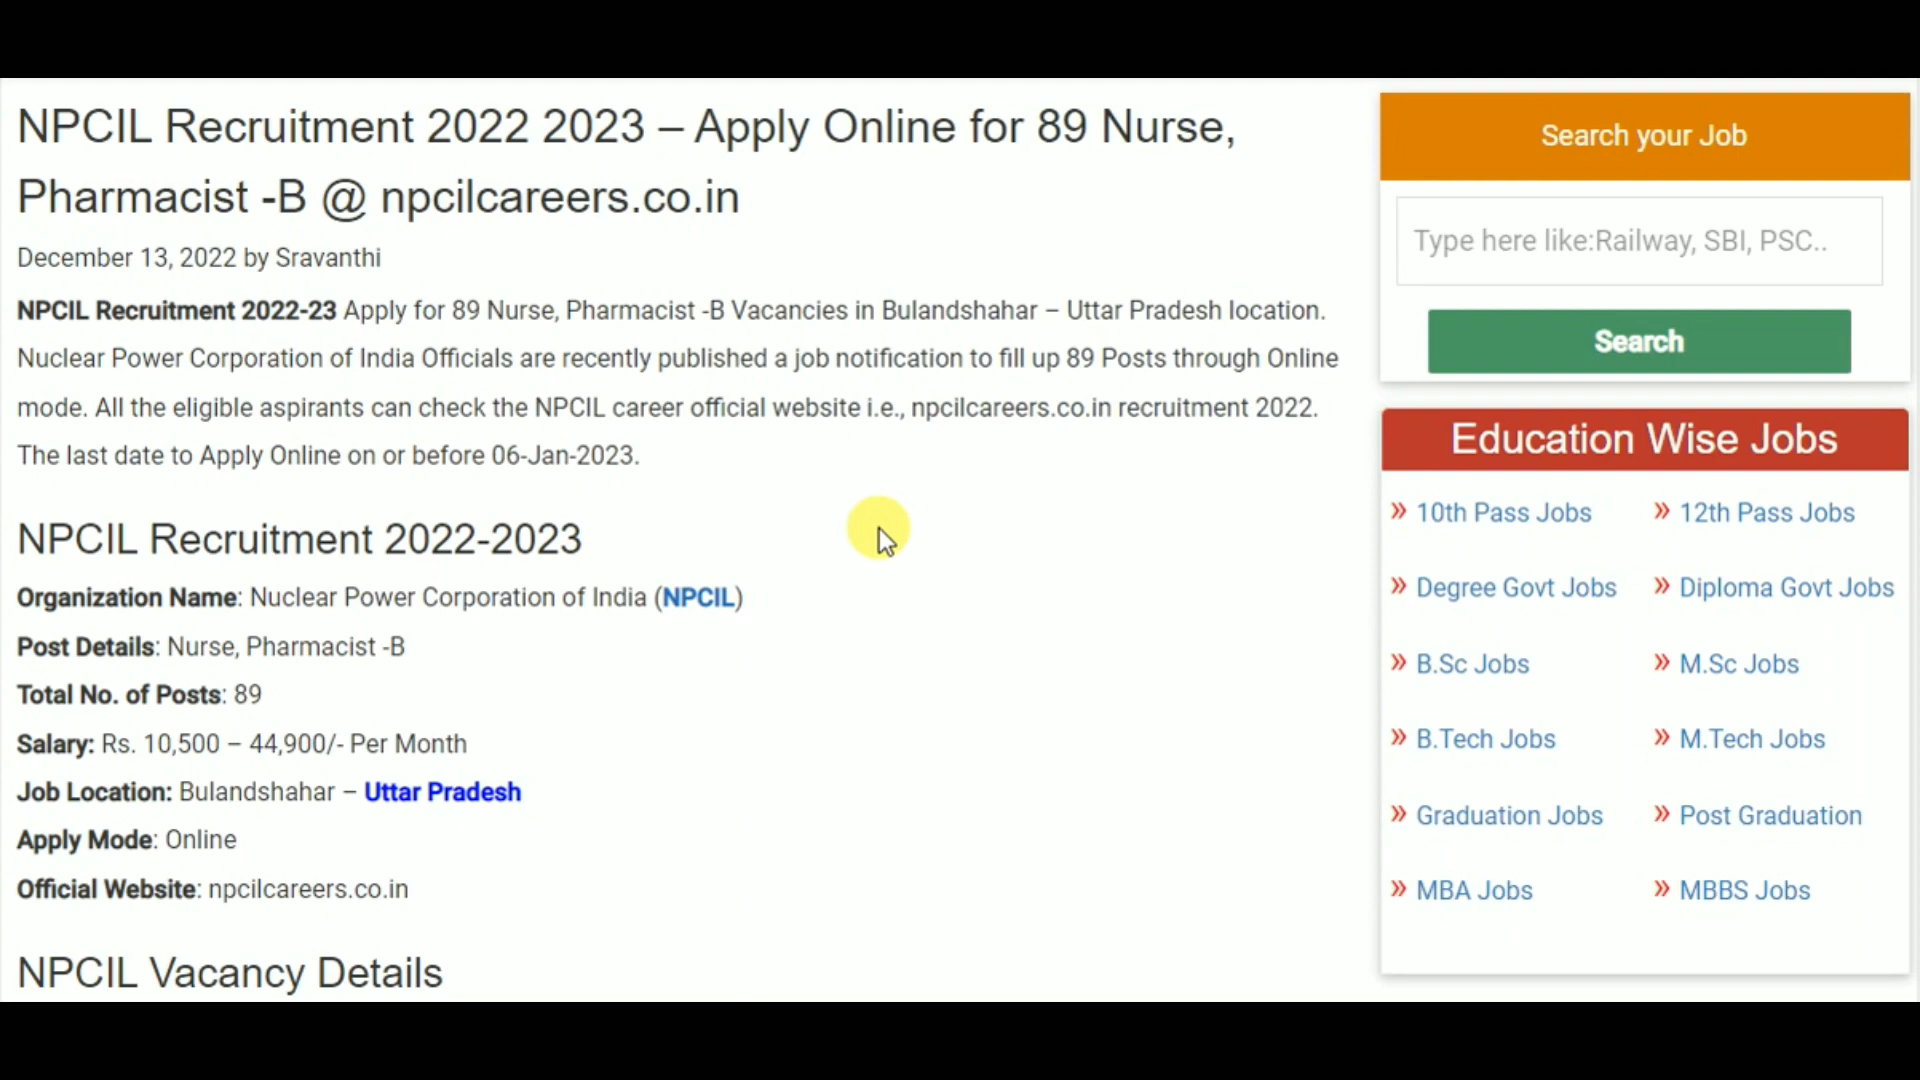 NPCIL Recruitment 2022 2023 – Apply Online for 89 Nurse,
Pharmacist -B @ npcilcareers.co.in
December 13, 2022 by Sravanthi
NPCIL Recruitment 2022-23 Apply for 89 Nurse, Pharmacist -B Vacancies in Bulandshahar – Uttar Pradesh location.
Nuclear Power Corporation of India Officials are recently published a job notification to fill up 89 Posts through Online
mode. All the eligible aspirants can check the NPCIL career official website i.e., npcilcareers.co.in recruitment 2022.
The last date to Apply Online on or before 06-Jan-2023.
NPCIL Recruitment 2022-2023
Organization Name: Nuclear Power Corporation of India (NPCIL)
Post Details: Nurse, Pharmacist -B
Total No. of Posts: 89
Salary: Rs. 10,500 – 44,900/- Per Month
Job Location: Bulandshahar – Uttar Pradesh
Apply Mode: Online
Official Website: npcilcareers.co.in
NPCIL Vacancy Details
Search your Job
Type here like:Railway, SBI, PSC..
Search
Education Wise Jobs
» 10th Pass Jobs » 12th Pass Jobs
» Degree Govt Jobs » Diploma Govt Jobs
» B.Sc Jobs » M.Sc Jobs
» B.Tech Jobs » M.Tech Jobs
» Graduation Jobs » Post Graduation
» MBA Jobs » MBBS Jobs